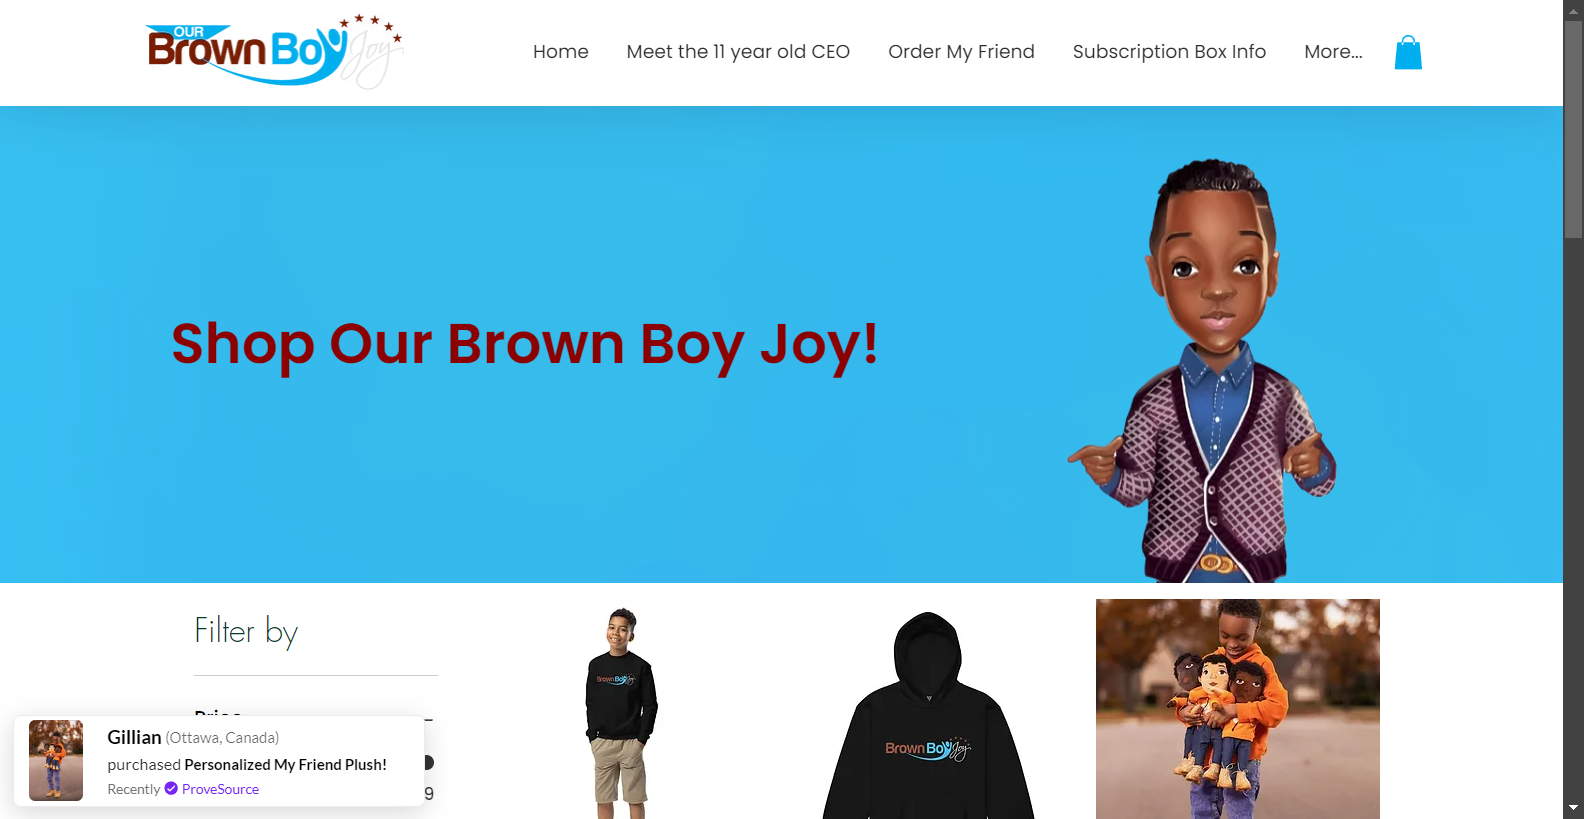 OUR
Brown Boy Joy
Home
Meet the 11 year old CEO
Order My Friend
Subscription Box Info
More...
Shop Our Brown Boy Joy!
Filter by
Price
9
Brown Boy Joy
Brown Boy Joy
Gillian (Ottawa, Canada)
purchased Personalized My Friend Plush!
Recently ProveSource